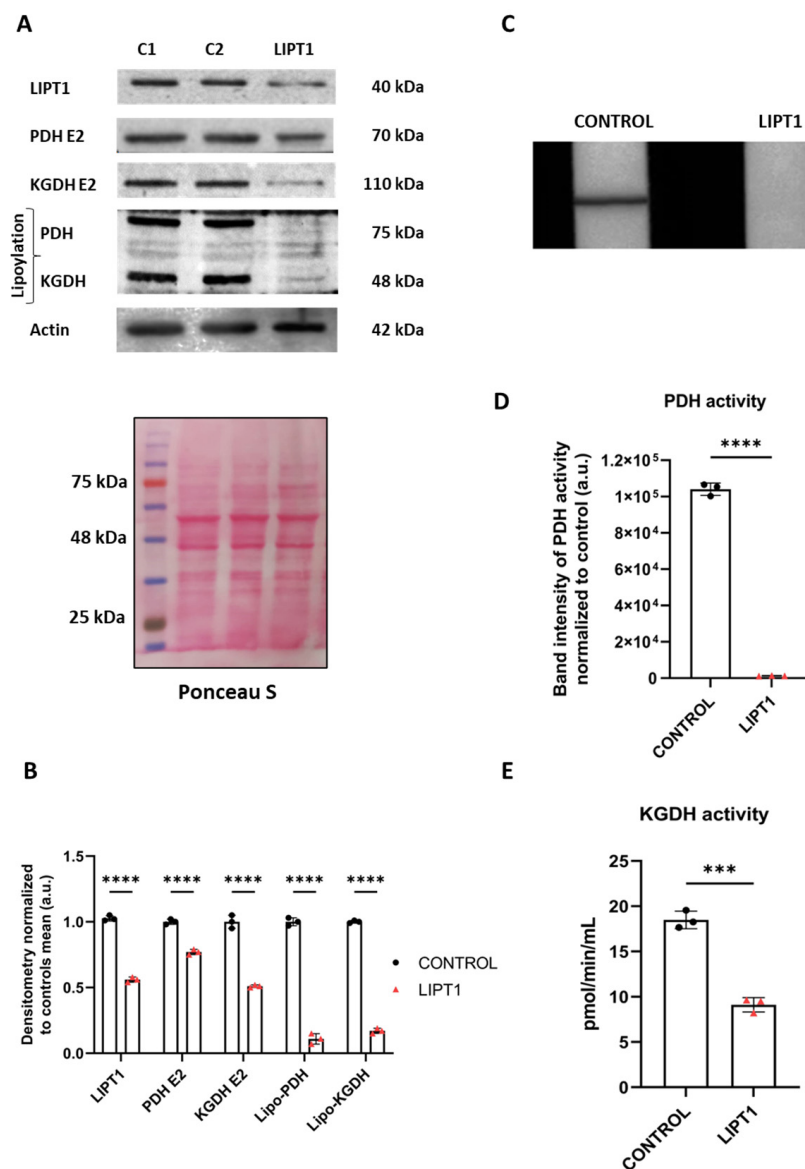 A
C1 C2 LIPT1
LIPT1 40 kDa
PDH E2 70 kDa
KGDH E2 110 kDa
Lipoylation
PDH 75 kDa
KGDH 48 kDa
Actin 42 kDa
75 kDa
48 kDa
25 kDa
Ponceau S
B
Densitometry normalized
to controls mean (a.u.)
1.5
1.0
0.5
0.0
**** **** **** **** ****
LIPT1
PDH E2
KGDH E2
Lipo-PDH
Lipo-KGDH
CONTROL
LIPT1
C
CONTROL LIPT1
D
PDH activity
****
Band intensity of PDH activity
normalized to control (a.u.)
1.2×10⁵
1×10⁵
8×10⁴
6×10⁴
4×10⁴
2×10⁴
0
CONTROL
LIPT1
E
KGDH activity
***
pmol/min/mL
25
20
15
10
5
0
CONTROL
LIPT1